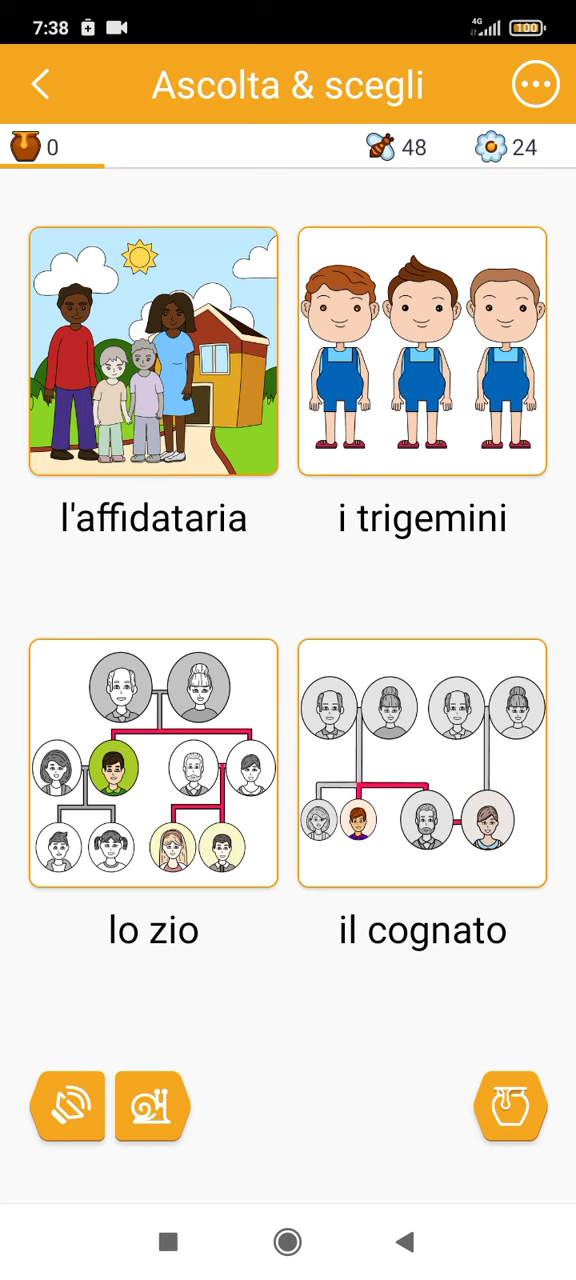 7:38
4G
100
Ascolta & scegli
0
48
24
l'affidataria
i trigemini
lo zio
il cognato